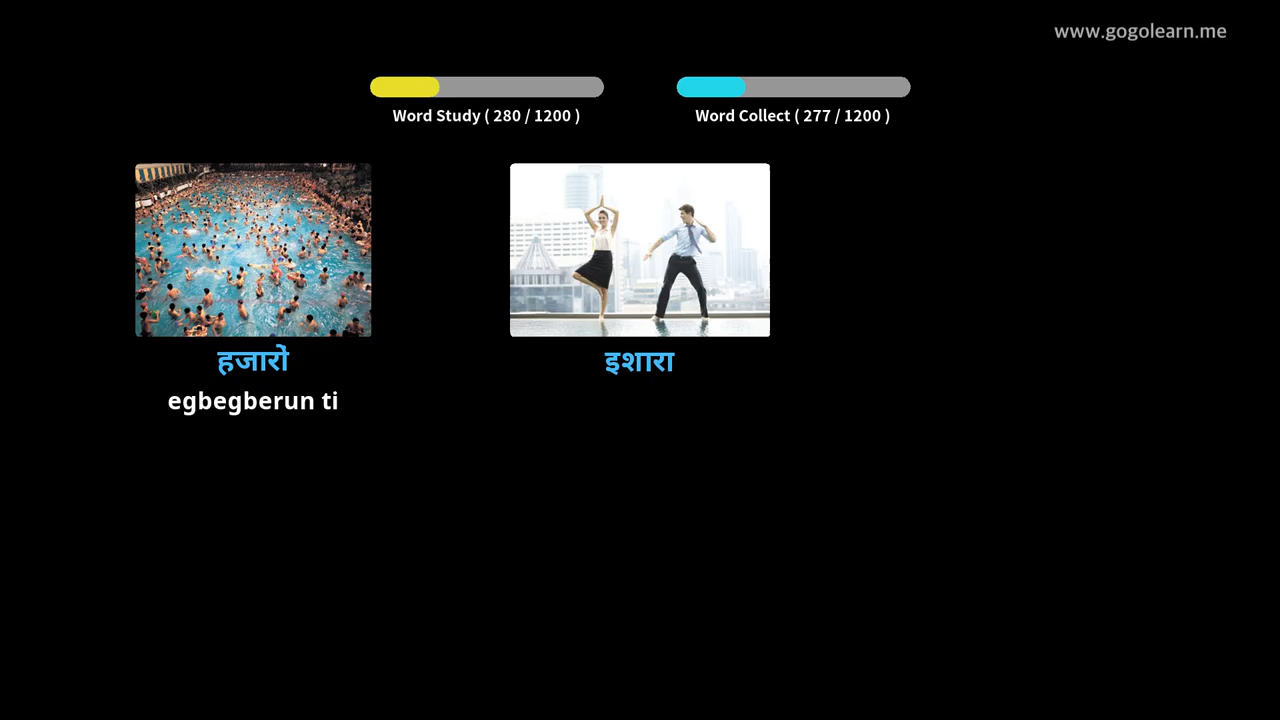 www.gogolearn.me
Word Study ( 280 / 1200 )
Word Collect ( 277 / 1200 )
हजारो
इशारा
egbegberun ti